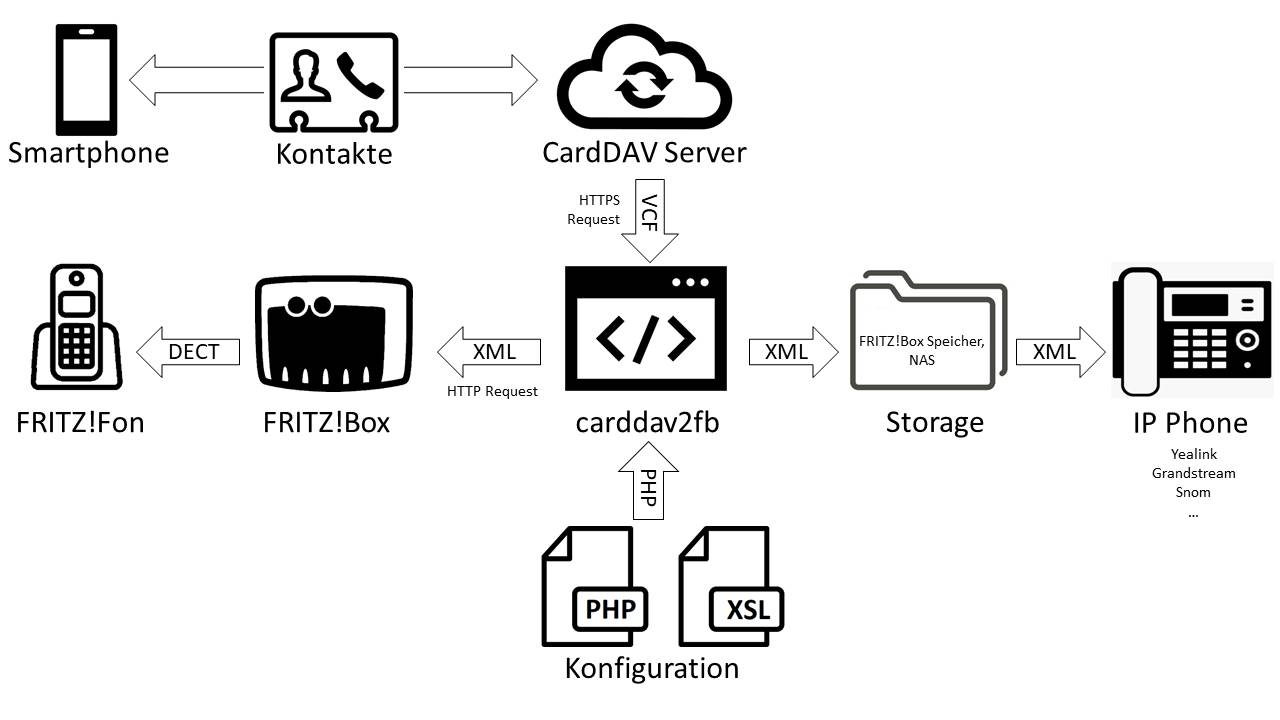 Smartphone
Kontakte
CardDAV Server
HTTPS
Request
VCF
DECT
XML
HTTP Request
</>
XML
FRITZ!Box Speicher,
NAS
XML
FRITZ!Fon
FRITZ!Box
carddav2fb
Storage
IP Phone
Yealink
Grandstream
Snom
...
PHP
PHP
XSL
Konfiguration